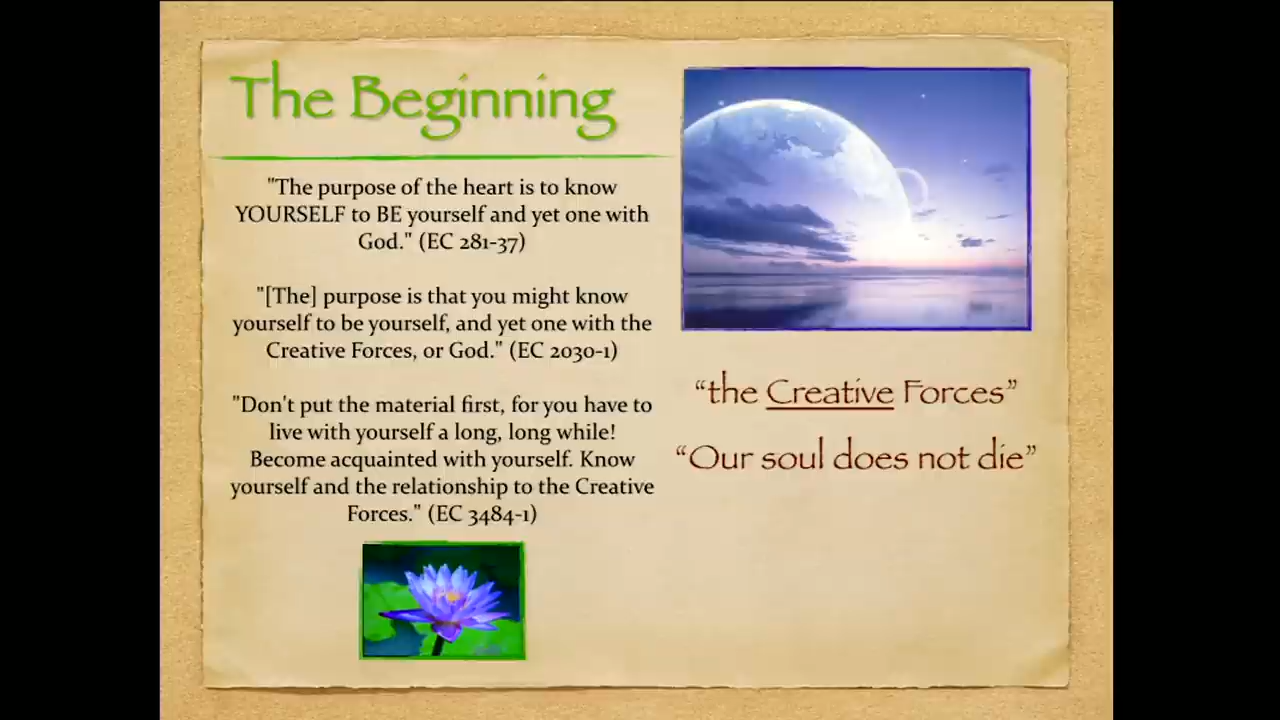 The Beginning
"The purpose of the heart is to know
YOURSELF to BE yourself and yet one with
God." (EC 281-37)
"[The] purpose is that you might know
yourself to be yourself, and yet one with the
Creative Forces, or God." (EC 2030-1)
"Don't put the material first, for you have to
live with yourself a long, long while!
Become acquainted with yourself. Know
yourself and the relationship to the Creative
Forces." (EC 3484-1)
“the Creative Forces”
“Our soul does not die”